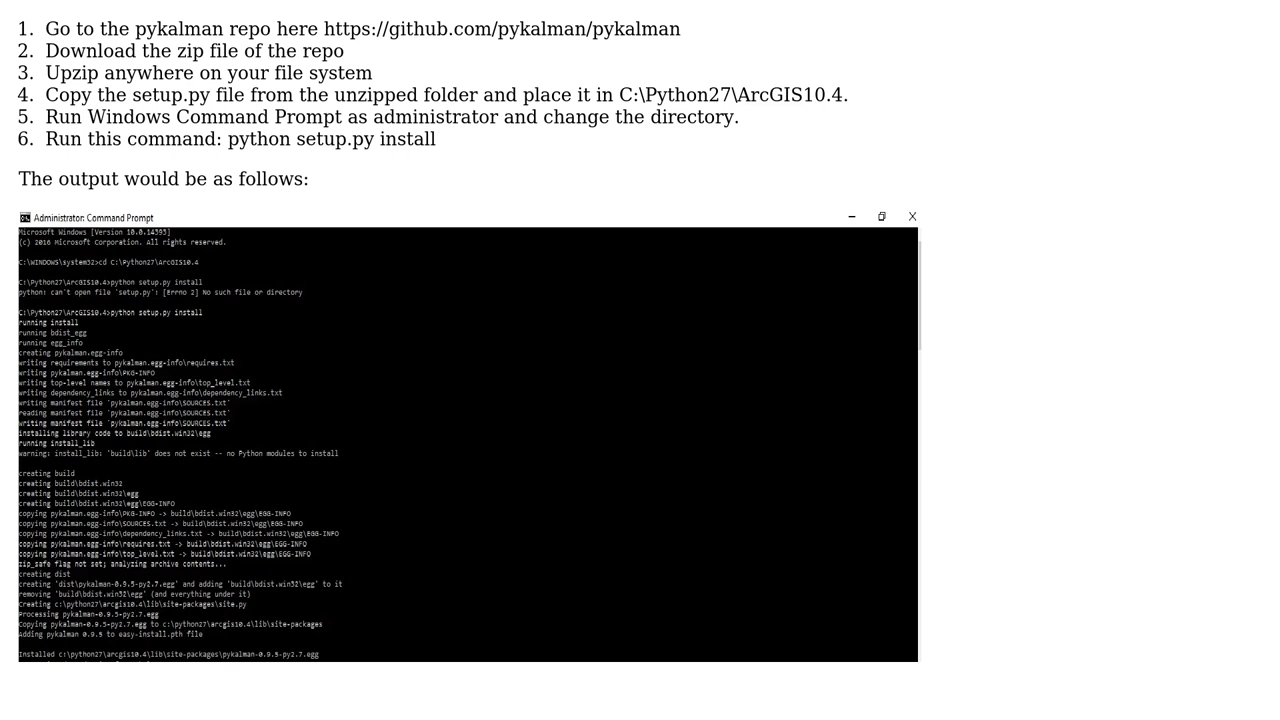 1. Go to the pykalman repo here https://github.com/pykalman/pykalman
2. Download the zip file of the repo
3. Upzip anywhere on your file system
4. Copy the setup.py file from the unzipped folder and place it in C:\Python27\ArcGIS10.4.
5. Run Windows Command Prompt as administrator and change the directory.
6. Run this command: python setup.py install
The output would be as follows:
Administrator: Command Prompt
Microsoft Windows [Version 10.0.14393]
(c) 2016 Microsoft Corporation. All rights reserved.
C:\WINDOWS\system32>cd C:\Python27\ArcGIS10.4
C:\Python27\ArcGIS10.4>python setup.py install
python: can't open file 'setup.py': [Errno 2] No such file or directory
C:\Python27\ArcGIS10.4>python setup.py install
running install
running bdist_egg
running egg_info
creating pykalman.egg-info
writing requirements to pykalman.egg-info\requires.txt
writing pykalman.egg-info\PKG-INFO
writing top-level names to pykalman.egg-info\top_level.txt
writing dependency_links to pykalman.egg-info\dependency_links.txt
writing manifest file 'pykalman.egg-info\SOURCES.txt'
reading manifest file 'pykalman.egg-info\SOURCES.txt'
writing manifest file 'pykalman.egg-info\SOURCES.txt'
installing library code to build\bdist.win32\egg
running install_lib
warning: install_lib: 'build\lib' does not exist -- no Python modules to install
creating build
creating build\bdist.win32
creating build\bdist.win32\egg
creating build\bdist.win32\egg\EGG-INFO
copying pykalman.egg-info\PKG-INFO -> build\bdist.win32\egg\EGG-INFO
copying pykalman.egg-info\SOURCES.txt -> build\bdist.win32\egg\EGG-INFO
copying pykalman.egg-info\dependency_links.txt -> build\bdist.win32\egg\EGG-INFO
copying pykalman.egg-info\requires.txt -> build\bdist.win32\egg\EGG-INFO
copying pykalman.egg-info\top_level.txt -> build\bdist.win32\egg\EGG-INFO
zip_safe flag not set; analyzing archive contents...
creating dist
creating 'dist\pykalman-0.9.5-py2.7.egg' and adding 'build\bdist.win32\egg' to it
removing 'build\bdist.win32\egg' (and everything under it)
Creating c:\python27\arcgis10.4\lib\site-packages\site.py
Processing pykalman-0.9.5-py2.7.egg
Copying pykalman-0.9.5-py2.7.egg to c:\python27\arcgis10.4\lib\site-packages
Adding pykalman 0.9.5 to easy-install.pth file
Installed c:\python27\arcgis10.4\lib\site-packages\pykalman-0.9.5-py2.7.egg